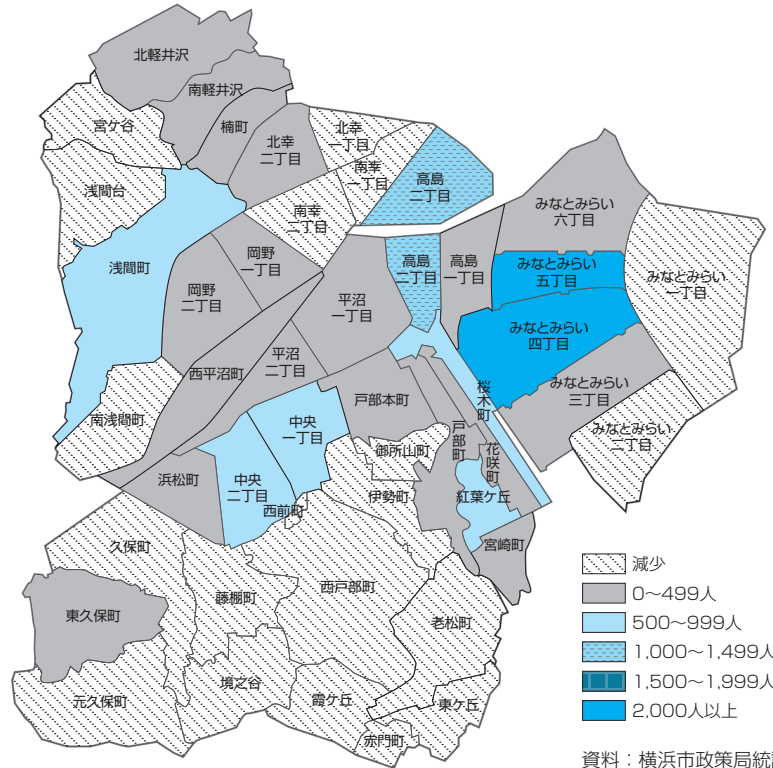 北軽井沢
南軽井沢
宮ケ谷
楠町
北幸
二丁目
北幸
一丁目
南幸
一丁目
高島
二丁目
浅間台
南幸
二丁目
みなとみらい
六丁目
浅間町
岡野
一丁目
高島
二丁目
高島
一丁目
みなとみらい
五丁目
みなとみらい
一丁目
岡野
二丁目
平沼
一丁目
みなとみらい
四丁目
西平沼町
平沼
二丁目
桜木町
みなとみらい
三丁目
南浅間町
戸部本町
中央
一丁目
戸部町
花咲町
みなとみらい
二丁目
御所山町
浜松町
中央
二丁目
西前町
伊勢町
紅葉ケ丘
宮崎町
久保町
藤棚町
西戸部町
東久保町
老松町
元久保町
境之谷
霞ケ丘
東ケ丘
赤門町
減少
0〜499人
500〜999人
1,000〜1,499人
1,500〜1,999人
2,000人以上
資料：横浜市政策局統計